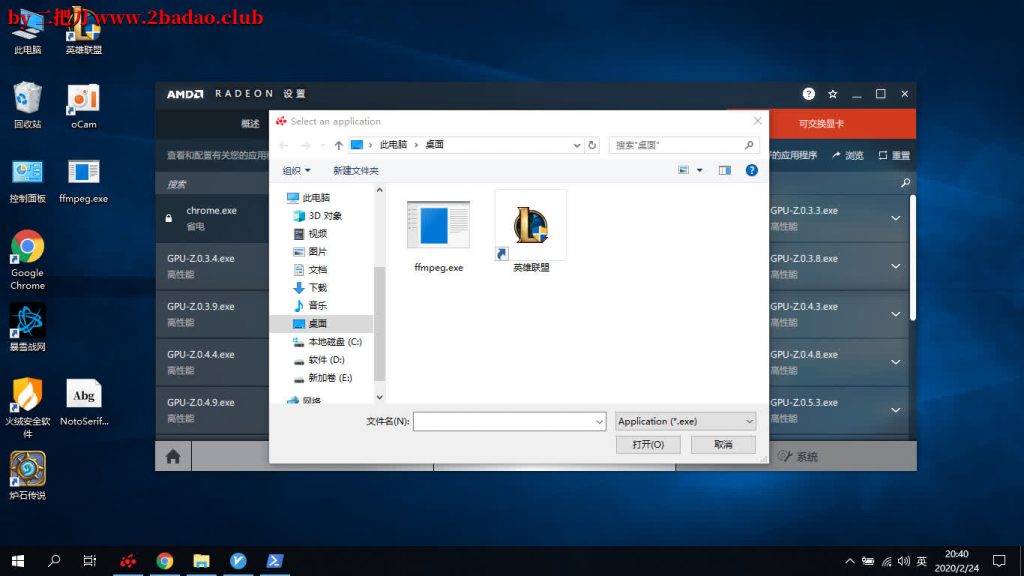 by二把刀www.2badao.club
此电脑
英雄联盟
回收站
oCam
控制面板
ffmpeg.exe
Google
Chrome
暴雪战网
火绒安全软
件
Abg
NotoSerif...
炉石传说
AMD RADEON 设置
概述
可交换显卡
查看和配置有关您的应用
的应用程序
浏览
重置
搜索
chrome.exe
省电
GPU-Z.0.3.3.exe
高性能
GPU-Z.0.3.4.exe
高性能
GPU-Z.0.3.8.exe
高性能
GPU-Z.0.3.9.exe
高性能
GPU-Z.0.4.3.exe
高性能
GPU-Z.0.4.4.exe
高性能
GPU-Z.0.4.8.exe
高性能
GPU-Z.0.4.9.exe
高性能
GPU-Z.0.5.3.exe
高性能
系统
Select an application
此电脑 › 桌面
搜索"桌面"
组织
新建文件夹
此电脑
3D 对象
视频
图片
文档
下载
音乐
桌面
本地磁盘 (C:)
软件 (D:)
新加卷 (E:)
网络
ffmpeg.exe
英雄联盟
文件名(N):
Application (*.exe)
打开(O)
取消
英
20:40
2020/2/24